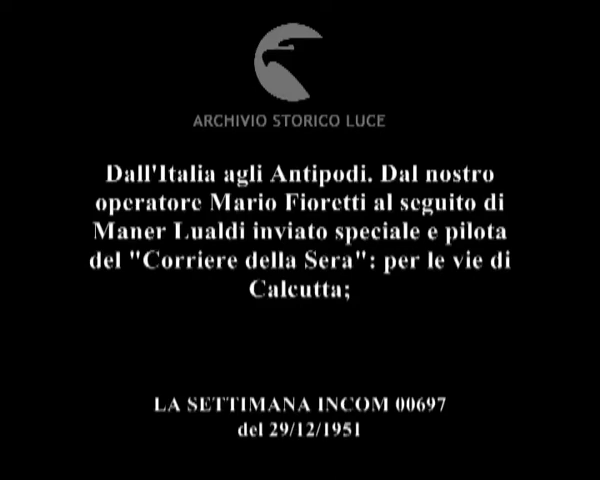 ARCHIVIO STORICO LUCE
Dall'Italia agli Antipodi. Dal nostro
operatore Mario Fioretti al seguito di
Maner Lualdi inviato speciale e pilota
del "Corriere della Sera": per le vie di
Calcutta;
LA SETTIMANA INCOM 00697
del 29/12/1951